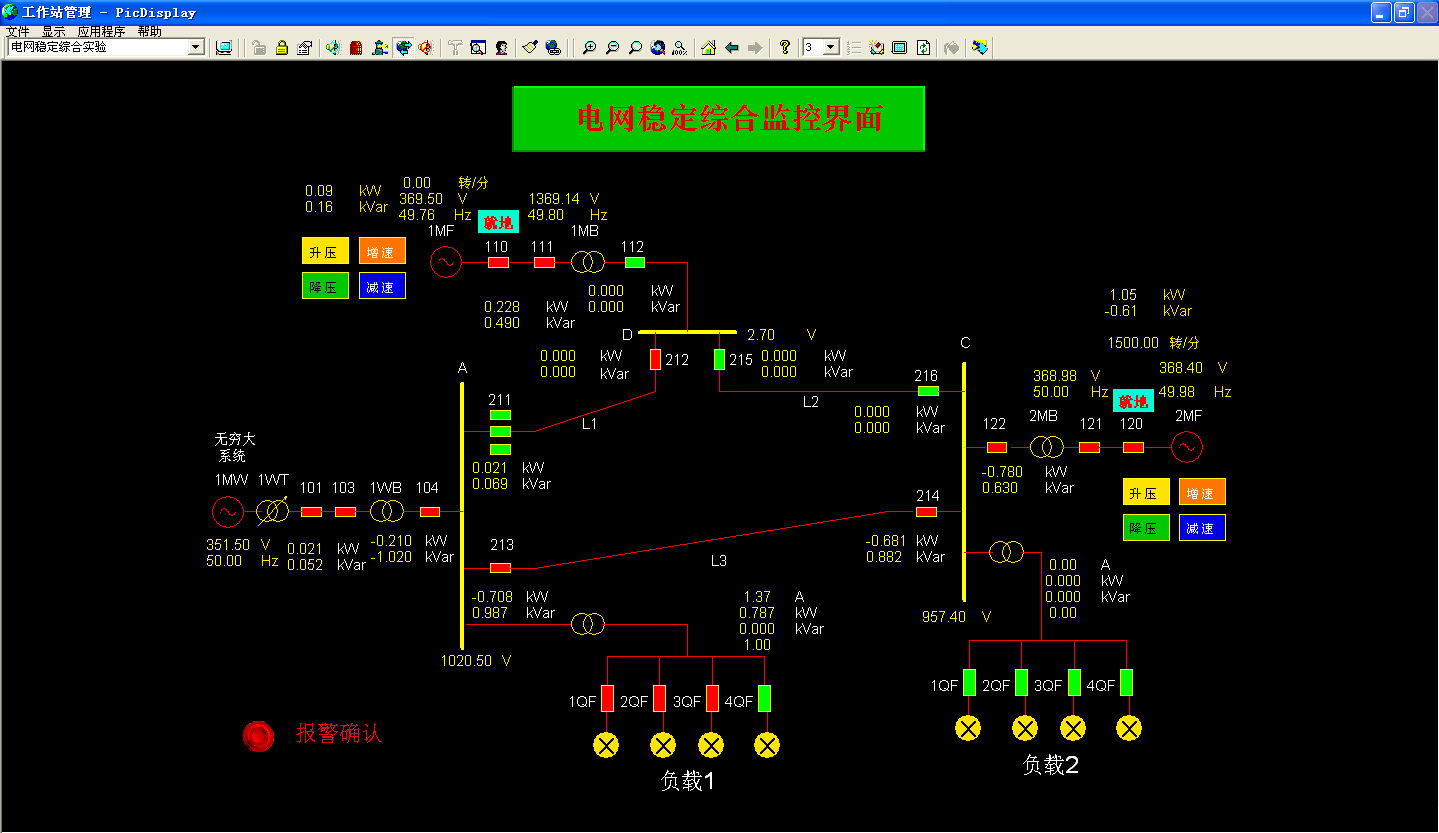 工作站管理 - PicDisplay
文件 显示 应用程序 帮助
电网稳定综合实验
100%
3
电网稳定综合监控界面
0.09 kW
0.16 kVar
0.00 转/分
369.50 V
49.76 Hz
就地
1369.14 V
49.80 Hz
1MF
110
111
1MB
112
升压 增速
降压 减速
0.000 kW
0.000 kVar
0.228 kW
0.490 kVar
D
2.70 V
0.000 kW
0.000 kVar
212
215
0.000 kW
0.000 kVar
1.05 kW
-0.61 kVar
1500.00 转/分
368.40 V
49.98 Hz
368.98 V
50.00 Hz
就地
C
A
211
L1
L2
216
0.000 kW
0.000 kVar
122
2MB
121
120
2MF
-0.780 kW
0.630 kVar
升压 增速
降压 减速
0.021 kW
0.069 kVar
无穷大
系统
1MW
1WT
101
103
1WB
104
351.50 V
50.00 Hz
0.021 kW
0.052 kVar
-0.210 kW
-1.020 kVar
213
214
L3
-0.681 kW
0.882 kVar
-0.708 kW
0.987 kVar
1.37 A
0.787 kW
0.000 kVar
1.00
0.00 A
0.000 kW
0.000 kVar
0.00
957.40 V
1020.50 V
1QF 2QF 3QF 4QF
1QF 2QF 3QF 4QF
报警确认
负载1
负载2